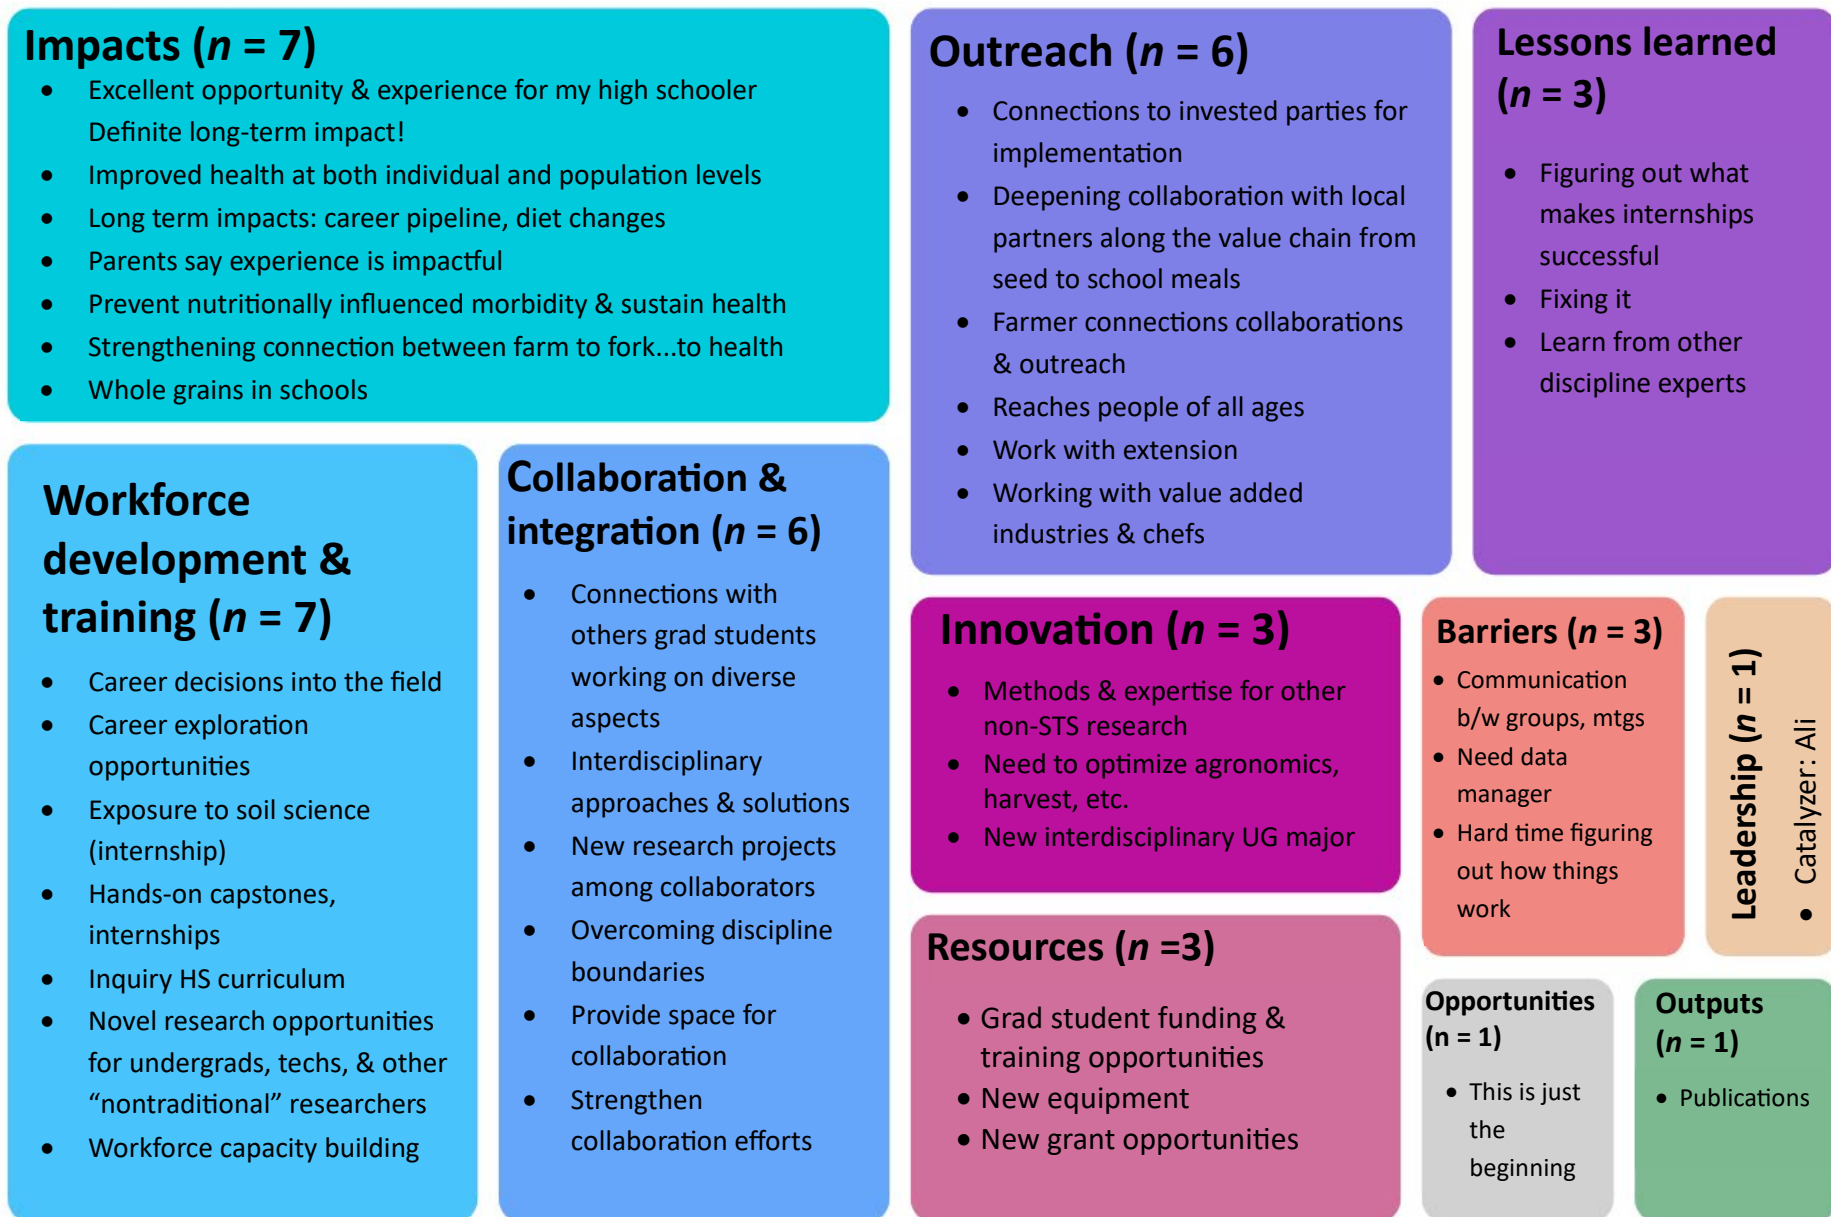 Impacts (n = 7)
• Excellent opportunity & experience for my high schooler
Definite long-term impact!
• Improved health at both individual and population levels
• Long term impacts: career pipeline, diet changes
• Parents say experience is impactful
• Prevent nutritionally influenced morbidity & sustain health
• Strengthening connection between farm to fork...to health
• Whole grains in schools
Workforce
development &
training (n = 7)
• Career decisions into the field
• Career exploration
opportunities
• Exposure to soil science
(internship)
• Hands-on capstones,
internships
• Inquiry HS curriculum
• Novel research opportunities
for undergrads, techs, & other
“nontraditional” researchers
• Workforce capacity building
Collaboration &
integration (n = 6)
• Connections with
others grad students
working on diverse
aspects
• Interdisciplinary
approaches & solutions
• New research projects
among collaborators
• Overcoming discipline
boundaries
• Provide space for
collaboration
• Strengthen
collaboration efforts
Outreach (n = 6)
• Connections to invested parties for
implementation
• Deepening collaboration with local
partners along the value chain from
seed to school meals
• Farmer connections collaborations
& outreach
• Reaches people of all ages
• Work with extension
• Working with value added
industries & chefs
Lessons learned
(n = 3)
• Figuring out what
makes internships
successful
• Fixing it
• Learn from other
discipline experts
Innovation (n = 3)
• Methods & expertise for other
non-STS research
• Need to optimize agronomics,
harvest, etc.
• New interdisciplinary UG major
Barriers (n = 3)
• Communication
b/w groups, mtgs
• Need data
manager
• Hard time figuring
out how things
work
Leadership (n = 1)
• Catalyzer: Ali
Resources (n =3)
• Grad student funding &
training opportunities
• New equipment
• New grant opportunities
Opportunities
(n = 1)
• This is just
the
beginning
Outputs
(n = 1)
• Publications